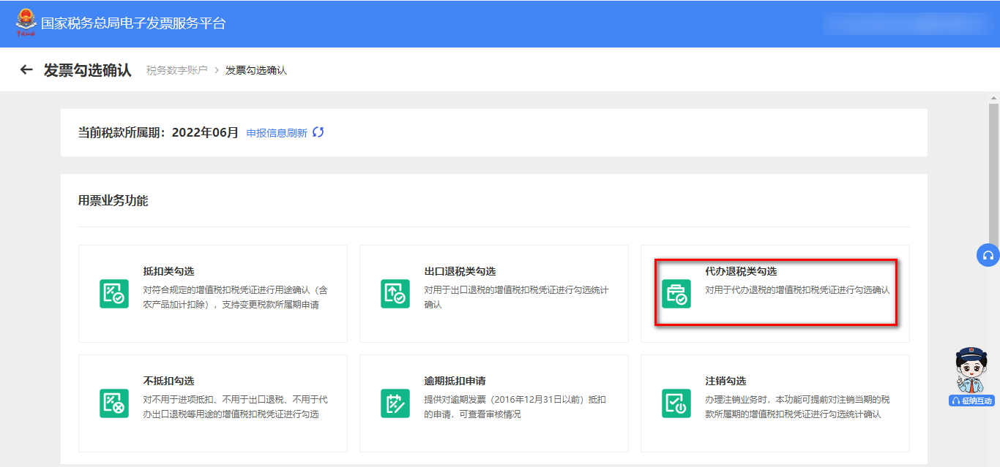 国家税务总局电子发票服务平台
发票勾选确认 税务数字账户 > 发票勾选确认
当前税款所属期：2022年06月 申报信息刷新
用票业务功能
抵扣类勾选
对符合规定的增值税扣税凭证进行用途确认（含
农产品加计扣除），支持变更税款所属期申请
出口退税类勾选
对用于出口退税的增值税扣税凭证进行勾选统计
确认
代办退税类勾选
对用于代办退税的增值税扣税凭证进行勾选确认
不抵扣勾选
对不用于进项抵扣、不用于出口退税、不用于代
办出口退税等用途的增值税扣税凭证进行勾选
逾期抵扣申请
提供对逾期发票（2016年12月31日以前）抵扣
的申请，可查看审核情况
注销勾选
办理注销业务时，本功能可提前对注销当期的税
款所属期的增值税扣税凭证进行勾选统计确认
征纳互动